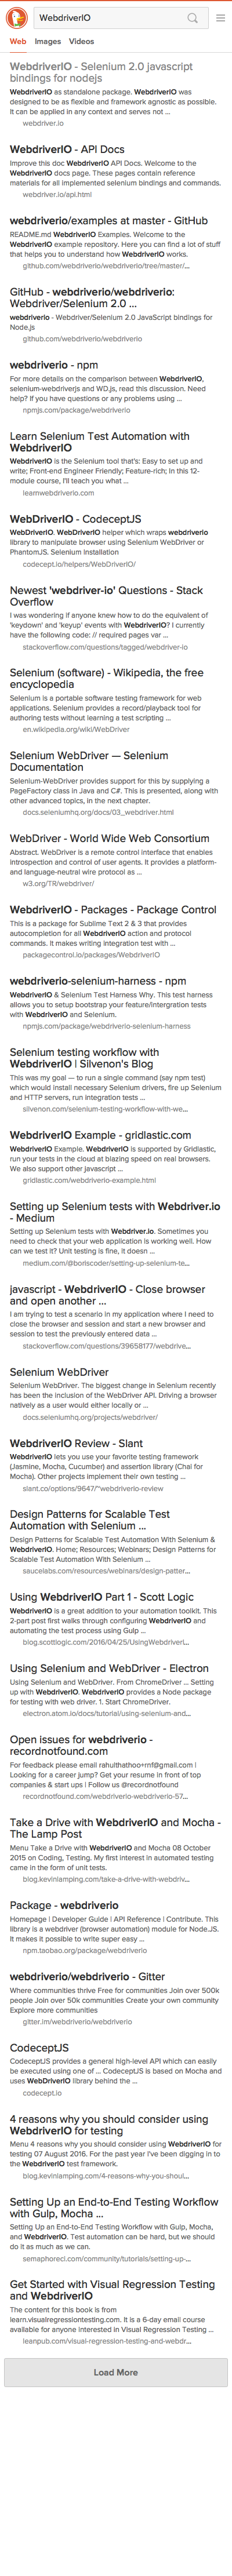 WebdriverIO
Web Images Videos
WebdriverIO - Selenium 2.0 javascript
bindings for nodejs
WebdriverIO as standalone package. WebdriverIO was
designed to be as flexible and framework agnostic as possible.
It can be applied in any context and serves not ...
webdriver.io
WebdriverIO - API Docs
Improve this doc WebdriverIO API Docs. Welcome to the
WebdriverIO docs page. These pages contain reference
materials for all implemented selenium bindings and commands.
webdriver.io/api.html
webdriverio/examples at master - GitHub
README.md WebdriverIO Examples. Welcome to the
WebdriverIO example repository. Here you can find a lot of stuff
that helps you to understand how WebdriverIO works.
github.com/webdriverio/webdriverio/tree/master/...
GitHub - webdriverio/webdriverio:
Webdriver/Selenium 2.0 ...
webdriverio - Webdriver/Selenium 2.0 JavaScript bindings for
Node.js
github.com/webdriverio/webdriverio
webdriverio - npm
For more details on the comparison between WebdriverIO,
selenium-webdriverjs and WD.js, read this discussion. Need
help? If you have questions or any problems using ...
npmjs.com/package/webdriverio
Learn Selenium Test Automation with
WebdriverIO
WebdriverIO is the Selenium tool that's: Easy to set up and
write; Front-end Engineer Friendly; Feature-rich; In this 12-
module course, I'll teach you what ...
learnwebdriverio.com
WebDriverIO - CodeceptJS
WebDriverIO. WebDriverIO helper which wraps webdriverio
library to manipulate browser using Selenium WebDriver or
PhantomJS. Selenium Installation
codecept.io/helpers/WebDriverIO/
Newest 'webdriver-io' Questions - Stack
Overflow
I was wondering if anyone knew how to do the equivalent of
'keydown' and 'keyup' events with WebdriverIO? I currently
have the following code: // required pages var ...
stackoverflow.com/questions/tagged/webdriver-io
Selenium (software) - Wikipedia, the free
encyclopedia
Selenium is a portable software testing framework for web
applications. Selenium provides a record/playback tool for
authoring tests without learning a test scripting ...
en.wikipedia.org/wiki/WebDriver
Selenium WebDriver — Selenium
Documentation
Selenium-WebDriver provides support for this by supplying a
PageFactory class in Java and C#. This is presented, along with
other advanced topics, in the next chapter.
docs.seleniumhq.org/docs/03_webdriver.html
WebDriver - World Wide Web Consortium
Abstract. WebDriver is a remote control interface that enables
introspection and control of user agents. It provides a platform-
and language-neutral wire protocol as ...
w3.org/TR/webdriver/
WebdriverIO - Packages - Package Control
This is a package for Sublime Text 2 & 3 that provides
autocompletion for all WebdriverIO action and protocol
commands. It makes writing integration test with ...
packagecontrol.io/packages/WebdriverIO
webdriverio-selenium-harness - npm
WebdriverIO & Selenium Test Harness Why. This test harness
allows you to setup bootstrap your feature/intergration tests
with WebdriverIO and Selenium.
npmjs.com/package/webdriverio-selenium-harness
Selenium testing workflow with
WebdriverIO | Silvenon's Blog
This was my goal — to run a single command (say npm test)
which would install necessary Selenium drivers, fire up Selenium
and HTTP servers, run integration tests ...
silvenon.com/selenium-testing-workflow-with-we...
WebdriverIO Example - gridlastic.com
WebdriverIO Example. WebdriverIO is supported by Gridlastic,
run your tests in the cloud at blazing speed on real browsers.
We also support other javascript ...
gridlastic.com/webdriverio-example.html
Setting up Selenium tests with Webdriver.io
- Medium
Setting up Selenium tests with Webdriver.io. Sometimes you
need to check that your web application is working well. How
can we test it? Unit testing is fine, it doesn ...
medium.com/@boriscoder/setting-up-selenium-te...
javascript - WebdriverIO - Close browser
and open another ...
I am trying to test a scenario in my application where I need to
close the browser and session and start a new browser and
session to test the previously entered data ...
stackoverflow.com/questions/39658177/webdrive...
Selenium WebDriver
Selenium WebDriver. The biggest change in Selenium recently
has been the inclusion of the WebDriver API. Driving a browser
natively as a user would either locally or ...
docs.seleniumhq.org/projects/webdriver/
WebdriverIO Review - Slant
WebdriverIO lets you use your favorite testing framework
(Jasmine, Mocha, Cucumber) and assertion library (Chai for
Mocha). Other projects implement their own testing ...
slant.co/options/9647/~webdriverio-review
Design Patterns for Scalable Test
Automation with Selenium ...
Design Patterns for Scalable Test Automation With Selenium &
WebdriverIO. Home; Resources; Webinars; Design Patterns for
Scalable Test Automation With Selenium ...
saucelabs.com/resources/webinars/design-patter...
Using WebdriverIO Part 1 - Scott Logic
WebdriverIO is a great addition to your automation toolkit. This
2-part post first walks through configuring WebdriverIO and
automating the test process using Gulp ...
blog.scottlogic.com/2016/04/25/UsingWebdriverI...
Using Selenium and WebDriver - Electron
Using Selenium and WebDriver. From ChromeDriver ... Setting
up with WebdriverIO. WebdriverIO provides a Node package
for testing with web driver. 1. Start ChromeDriver.
electron.atom.io/docs/tutorial/using-selenium-and...
Open issues for webdriverio -
recordnotfound.com
For feedback please email rahulthathoo+rnf@gmail.com |
Looking for a career jump? Get your resume in front of top
companies & start ups | Follow us @recordnotfound
recordnotfound.com/webdriverio-webdriverio-57...
Take a Drive with WebdriverIO and Mocha -
The Lamp Post
Menu Take a Drive with WebdriverIO and Mocha 08 October
2015 on Coding, Testing. My first interest in automated testing
came in the form of unit tests.
blog.kevinlamping.com/take-a-drive-with-webdriv...
Package - webdriverio
Homepage | Developer Guide | API Reference | Contribute. This
library is a webdriver (browser automation) module for Node.JS.
It makes it possible to write super easy ...
npm.taobao.org/package/webdriverio
webdriverio/webdriverio - Gitter
Where communities thrive Free for communities Join over 500k
people Join over 50k communities Create your own community
Explore more communities
gitter.im/webdriverio/webdriverio
CodeceptJS
CodeceptJS provides a general high-level API which can easily
be executed using one of ... CodeceptJS is based on Mocha and
uses WebDriverIO library behind the ...
codecept.io
4 reasons why you should consider using
WebdriverIO for testing
Menu 4 reasons why you should consider using WebdriverIO for
testing 07 August 2016. For the past year I've been digging in to
the WebdriverIO test framework.
blog.kevinlamping.com/4-reasons-why-you-shoul...
Setting Up an End-to-End Testing Workflow
with Gulp, Mocha ...
Setting Up an End-to-End Testing Workflow with Gulp, Mocha,
and WebdriverIO. Test automation can be hard, but we should
do it as much as we can.
semaphoreci.com/community/tutorials/setting-up-...
Get Started with Visual Regression Testing
and WebdriverIO
The content for this book is from
learn.visualregressiontesting.com. It is a 6-day email course
available for anyone interested in Visual Regression Testing ...
leanpub.com/visual-regression-testing-and-webdr...
Load More